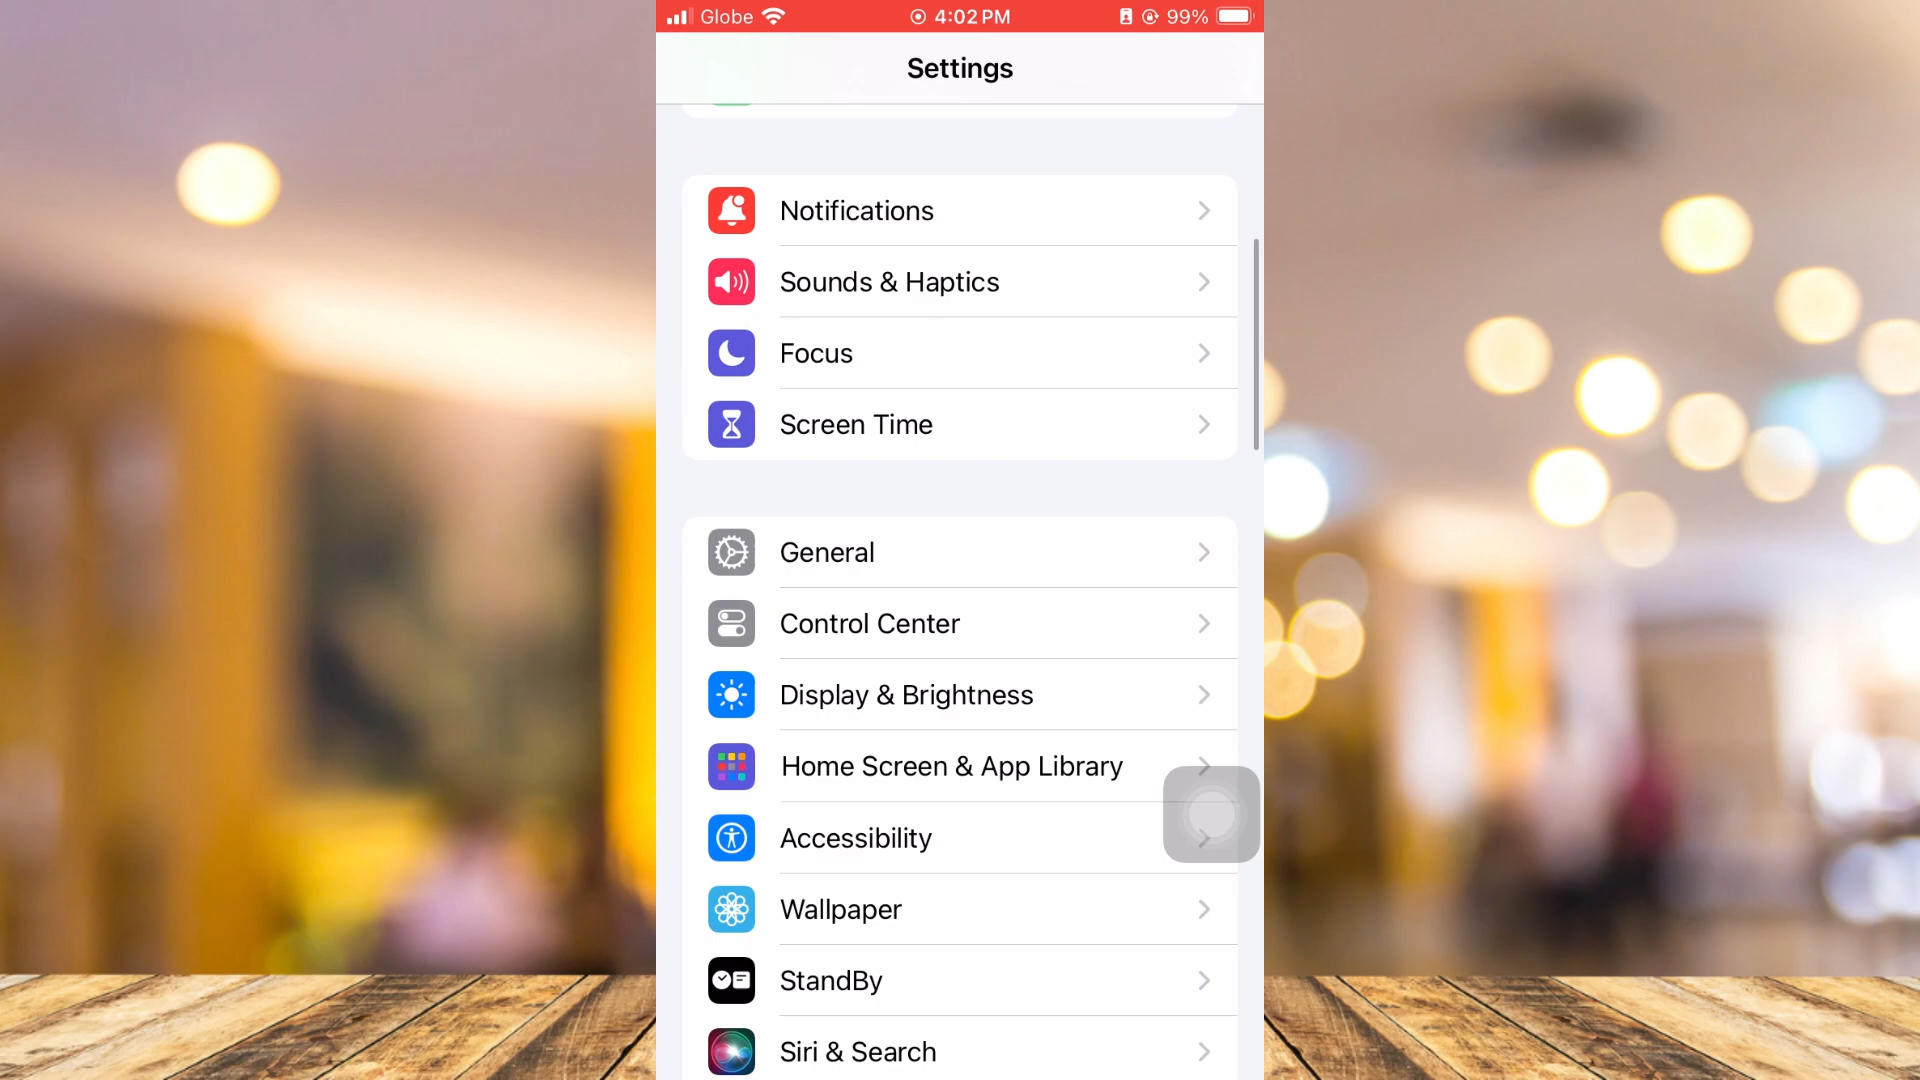 Globe 4:02 PM 99%
Settings
Notifications
Sounds & Haptics
Focus
Screen Time
General
Control Center
Display & Brightness
Home Screen & App Library
Accessibility
Wallpaper
StandBy
Siri & Search